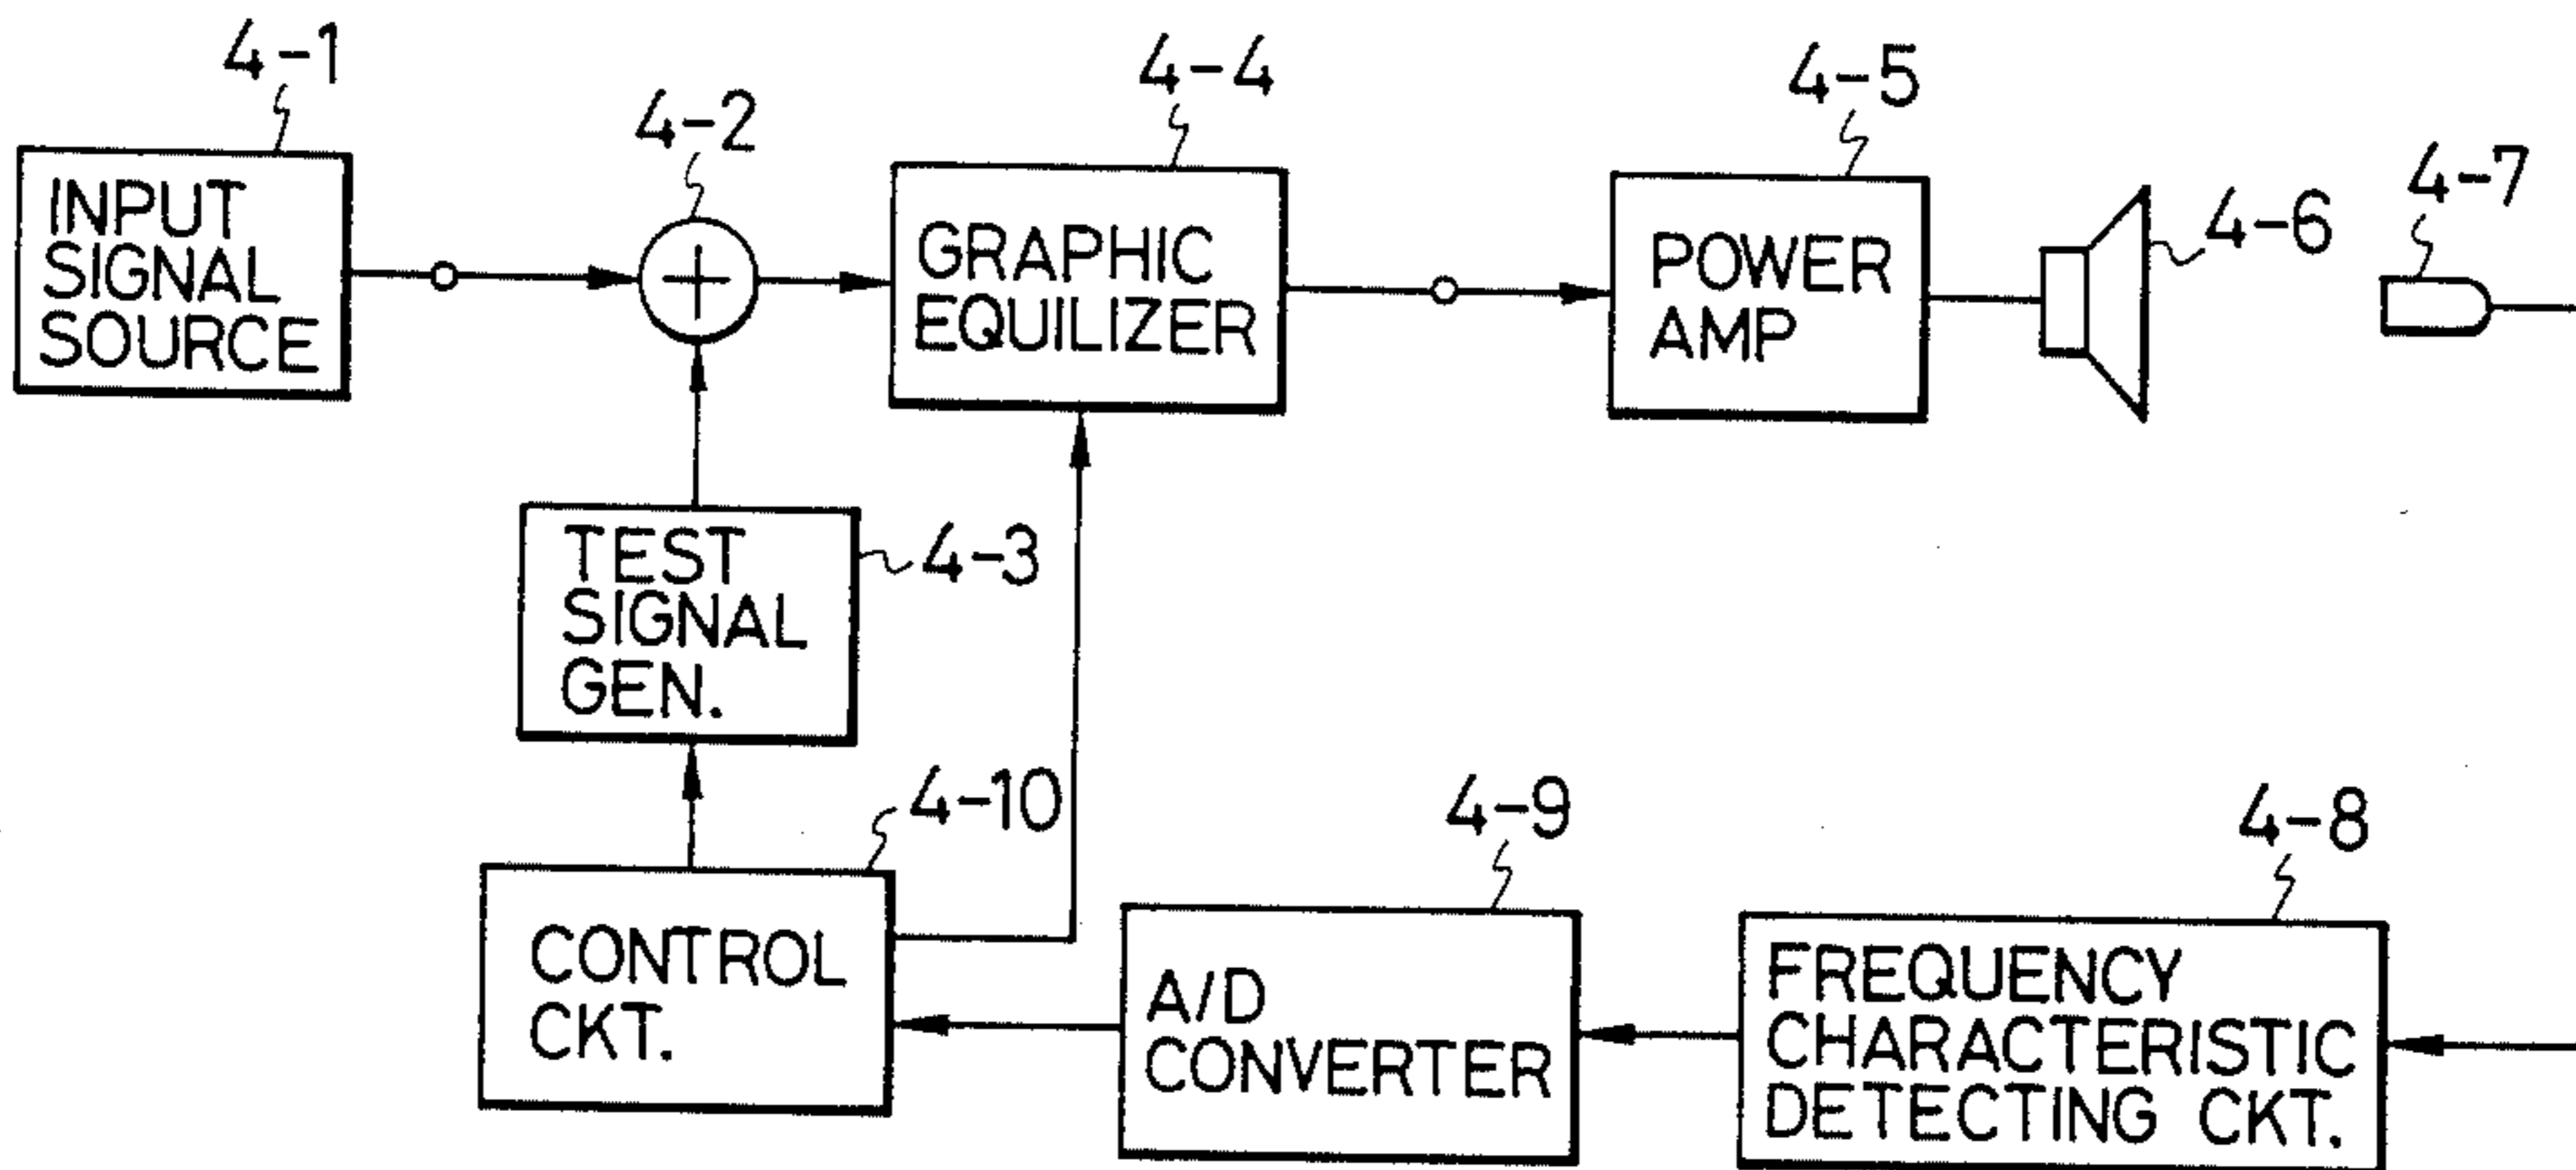 4-1
INPUT
SIGNAL
SOURCE
4-2
4-4
GRAPHIC
EQUILIZER
4-5
POWER
AMP
4-6
4-7
TEST
SIGNAL
GEN.
4-3
4-10
CONTROL
CKT.
4-9
A/D
CONVERTER
4-8
FREQUENCY
CHARACTERISTIC
DETECTING CKT.